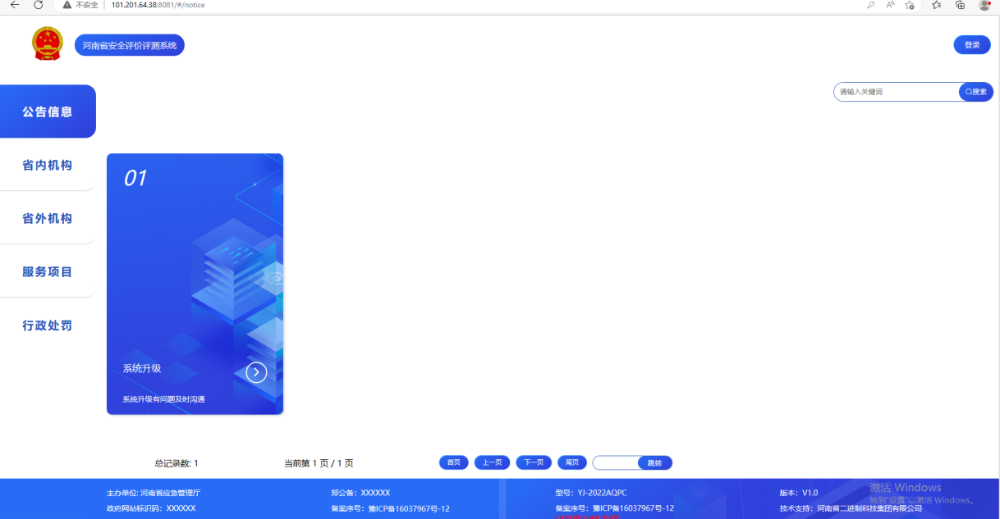 不安全 101.201.64.38:8081/#/notice
河南省安全评价评测系统
登录
请输入关键词
搜索
公告信息
省内机构
省外机构
服务项目
行政处罚
01
系统升级
系统升级有问题及时沟通
总记录数: 1
当前第 1 页 / 1 页
首页
上一页
下一页
尾页
跳转
主办单位: 河南省应急管理厅
郑公备: XXXXXX
型号: YJ-2022AQPC
版本: V1.0
政府网站标识码: XXXXXX
备案序号: 豫ICP备16037967号-12
备案序号: 豫ICP备16037967号-12
技术支持: 河南省二进制科技集团有限公司
激活 Windows
转到"设置"以激活 Windows。